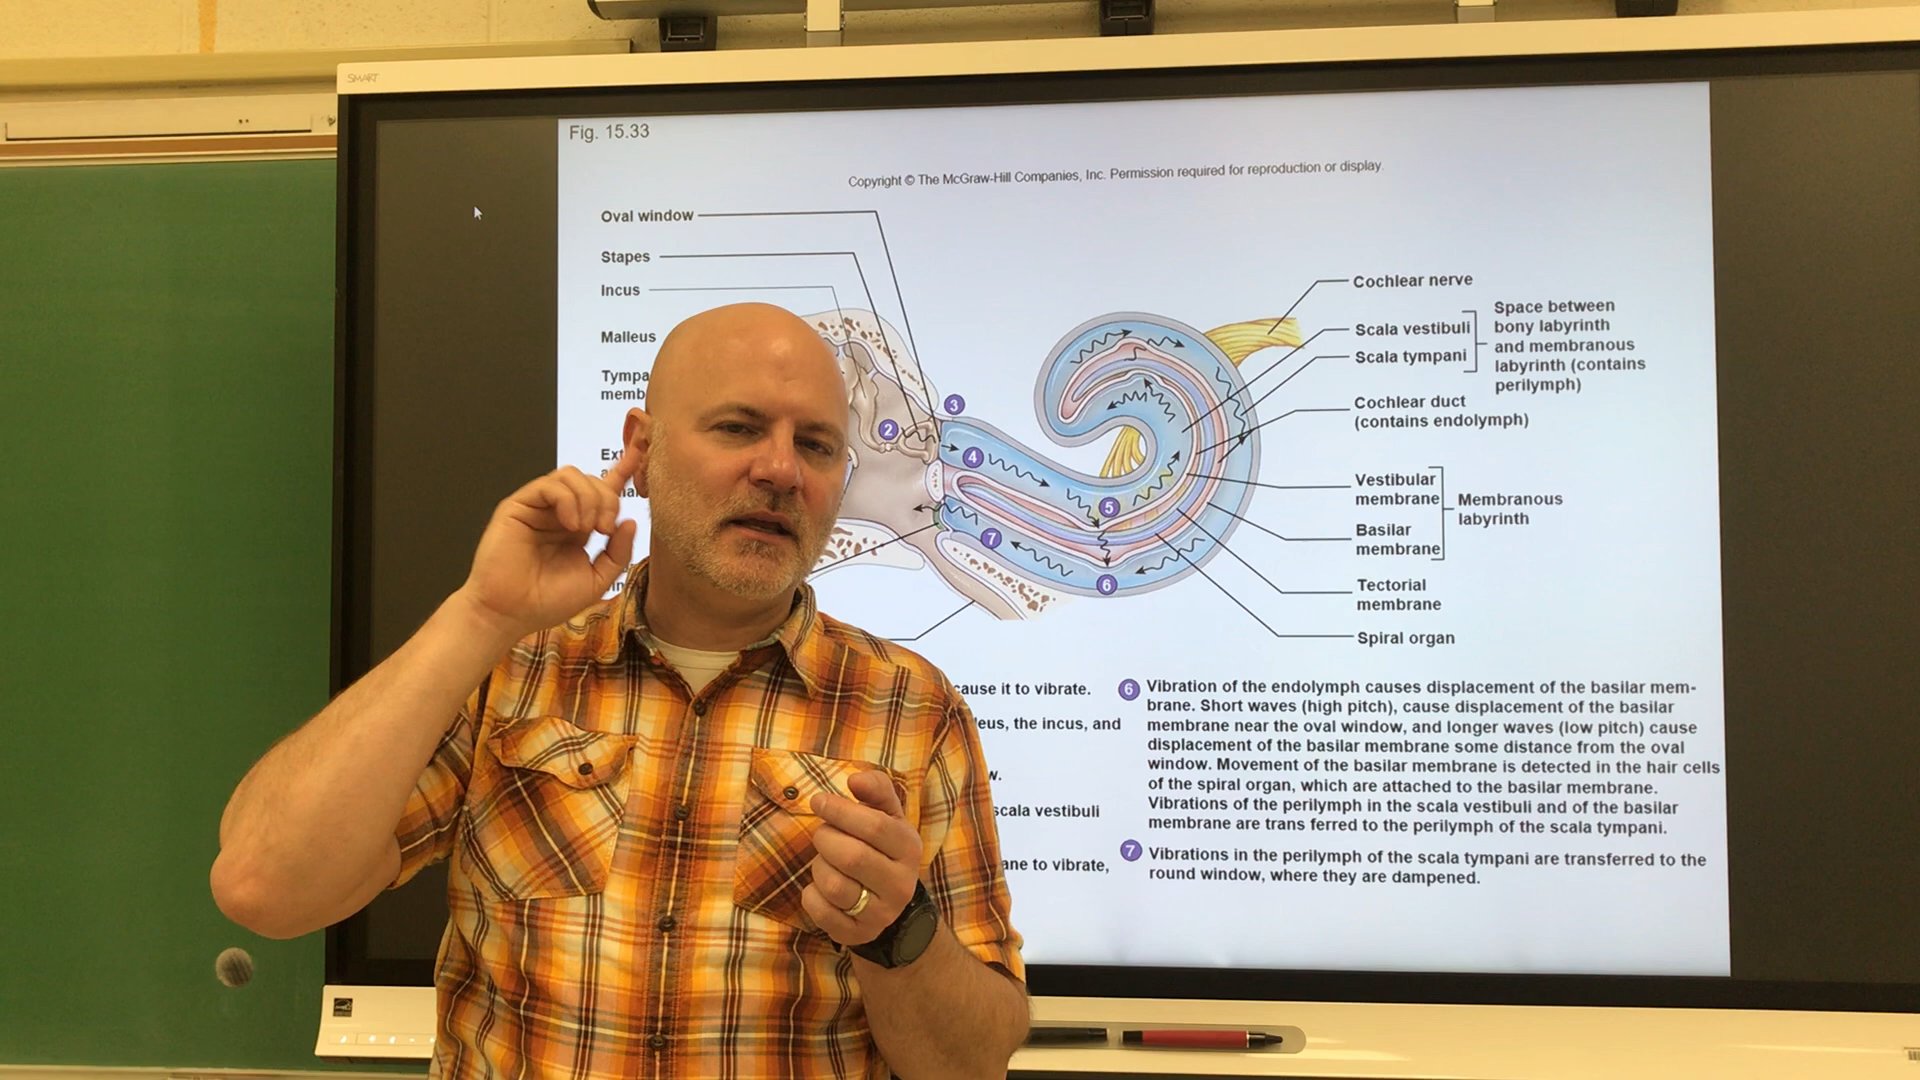 SMART
Fig. 15.33
Copyright © The McGraw-Hill Companies, Inc. Permission required for reproduction or display.
Oval window
Stapes
Incus
Malleus
Cochlear nerve
Scala vestibuli
Scala tympani
Space between
bony labyrinth
and membranous
labyrinth (contains
perilymph)
Cochlear duct
(contains endolymph)
Vestibular
membrane
Basilar
membrane
Membranous
labyrinth
Tectorial
membrane
Spiral organ
2
3
4
5
6
7
cause it to vibrate.
the incus, and
scala vestibuli
to vibrate,
6 Vibration of the endolymph causes displacement of the basilar mem-
brane. Short waves (high pitch), cause displacement of the basilar
membrane near the oval window, and longer waves (low pitch) cause
displacement of the basilar membrane some distance from the oval
window. Movement of the basilar membrane is detected in the hair cells
of the spiral organ, which are attached to the basilar membrane.
Vibrations of the perilymph in the scala vestibuli and of the basilar
membrane are trans ferred to the perilymph of the scala tympani.
7 Vibrations in the perilymph of the scala tympani are transferred to the
round window, where they are dampened.